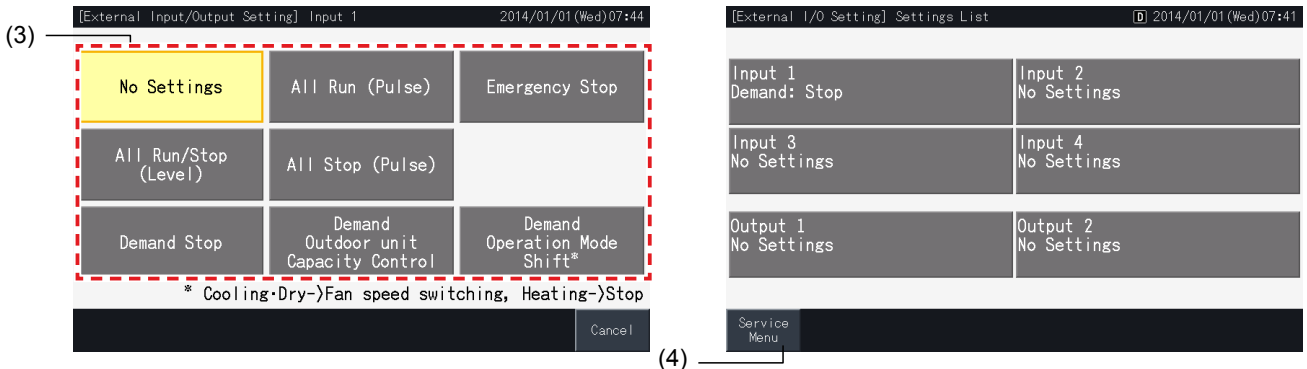 [External Input/Output Setting] Input 1 2014/01/01(Wed)07:44
(3)
No Settings
All Run (Pulse)
Emergency Stop
All Run/Stop
(Level)
All Stop (Pulse)
Demand Stop
Demand
Outdoor unit
Capacity Control
Demand
Operation Mode
Shift*
* Cooling·Dry->Fan speed switching, Heating->Stop
Cancel
[External I/O Setting] Settings List D 2014/01/01(Wed)07:41
Input 1
Demand: Stop
Input 2
No Settings
Input 3
No Settings
Input 4
No Settings
Output 1
No Settings
Output 2
No Settings
Service
Menu
(4)